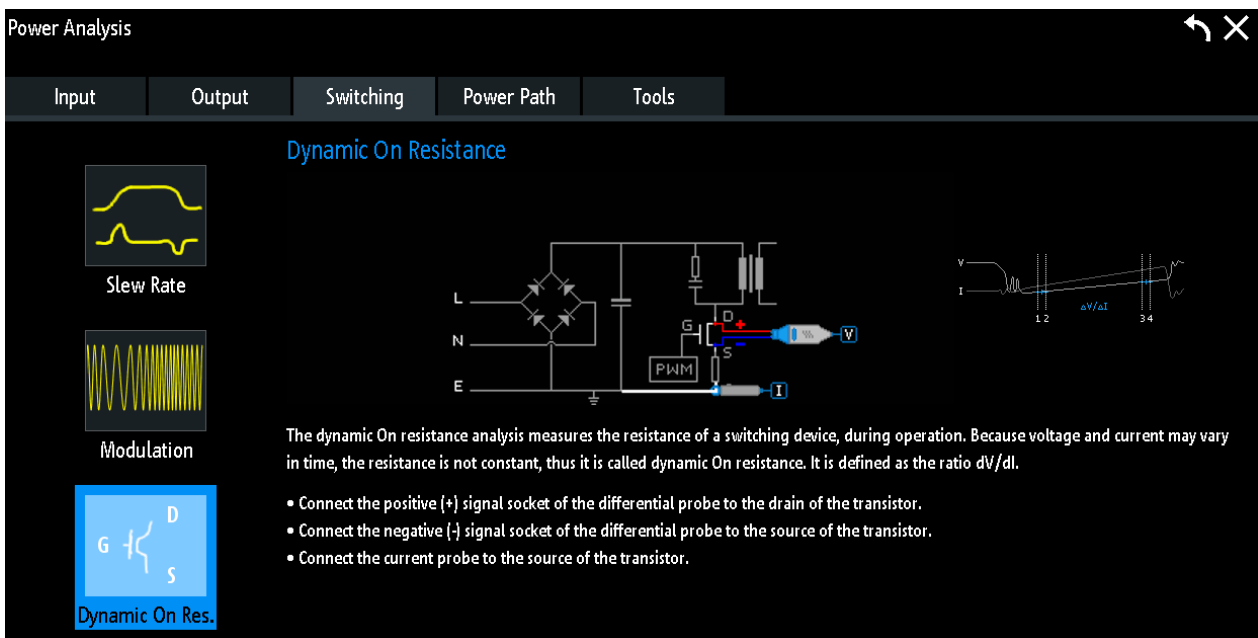 Power Analysis
Input Output Switching Power Path Tools
Dynamic On Resistance
Slew Rate
Modulation
G D S
Dynamic On Res.
L
N
E
G D +
S -
PWM
V
I
V
I
ΔV/ΔI
1 2 3 4
The dynamic On resistance analysis measures the resistance of a switching device, during operation. Because voltage and current may vary
in time, the resistance is not constant, thus it is called dynamic On resistance. It is defined as the ratio dV/dI.
• Connect the positive (+) signal socket of the differential probe to the drain of the transistor.
• Connect the negative (-) signal socket of the differential probe to the source of the transistor.
• Connect the current probe to the source of the transistor.